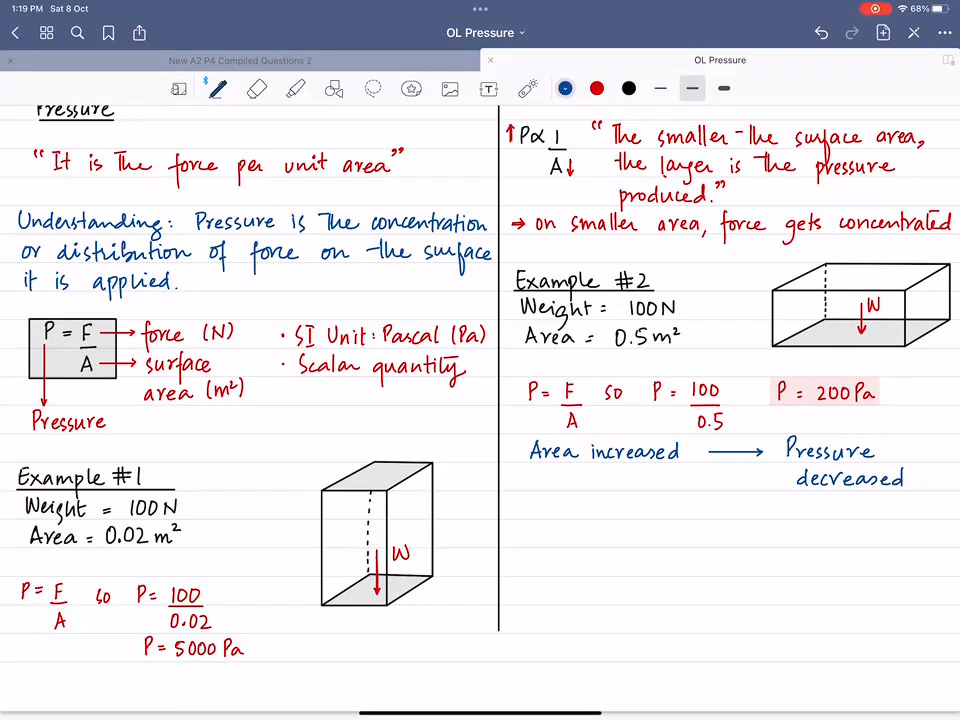 1:19 PM Sat 8 Oct
68%
OL Pressure
New A2 P4 Compiled Questions 2
OL Pressure
Pressure
"It is the force per unit area"
Understanding: Pressure is the concentration
or distribution of force on the surface
it is applied.
P = F/A
force (N)
surface
area (m²)
Pressure
· SI Unit: Pascal (Pa)
· Scalar quantity
Example #1
Weight = 100N
Area = 0.02 m²
W
P = F/A so P = 100/0.02
P = 5000 Pa
↑P∝ 1/A↓
"The smaller the surface area,
the larger is the pressure
produced."
→ on smaller area, force gets concentrated
Example #2
Weight = 100N
Area = 0.5m²
W
P = F/A so P = 100/0.5 P = 200Pa
Area increased → Pressure
decreased